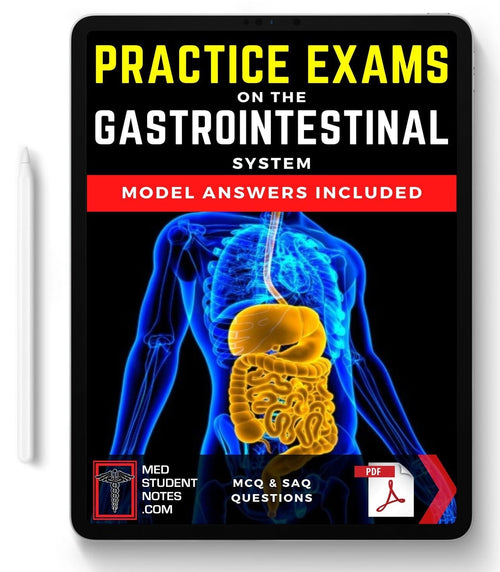 PRACTICE EXAMS
ON THE
GASTROINTESTINAL
SYSTEM
MODEL ANSWERS INCLUDED
MED
STUDENT
NOTES
.COM
MCQ & SAQ
QUESTIONS
PDF